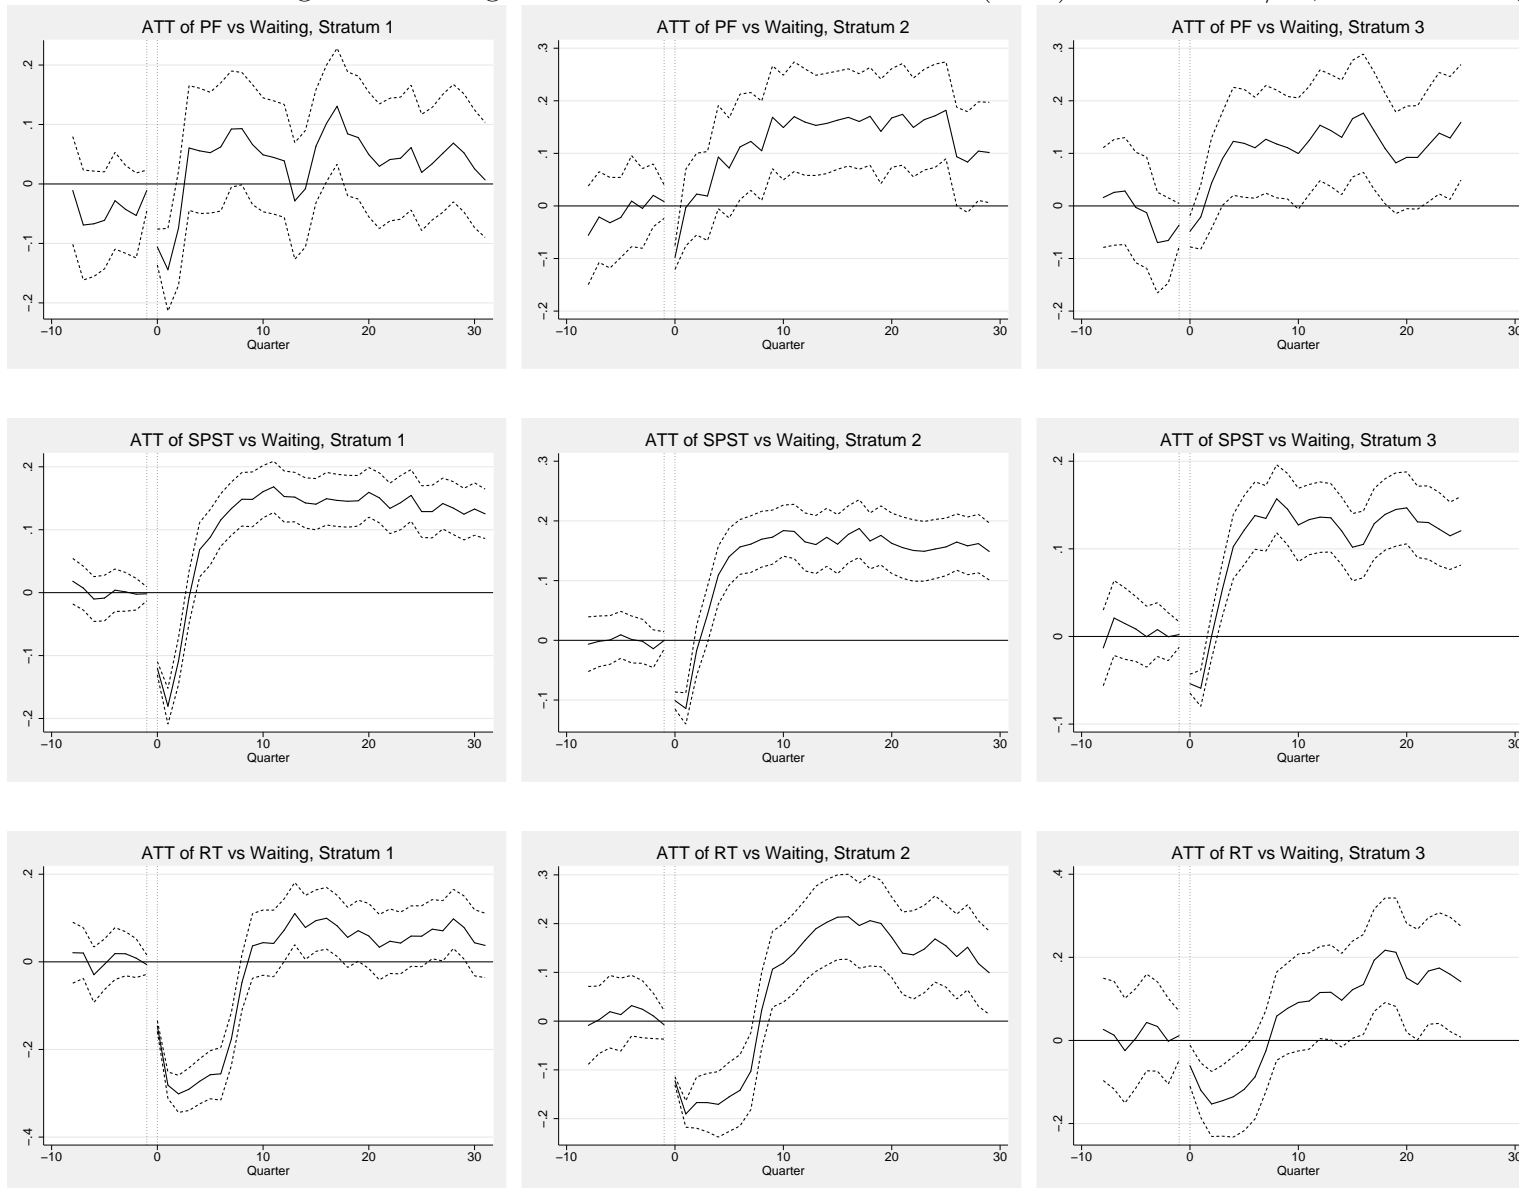 ATT of PF vs Waiting, Stratum 1
.2
.1
0
−.1
−.2
−10 0 10 20 30
Quarter
ATT of PF vs Waiting, Stratum 2
.3
.2
.1
0
−.1
−.2
−10 0 10 20 30
Quarter
ATT of PF vs Waiting, Stratum 3
.3
.2
.1
0
−.1
−.2
−10 0 10 20 30
Quarter
ATT of SPST vs Waiting, Stratum 1
.2
.1
0
−.1
−.2
−10 0 10 20 30
Quarter
ATT of SPST vs Waiting, Stratum 2
.3
.2
.1
0
−.1
−10 0 10 20 30
Quarter
ATT of SPST vs Waiting, Stratum 3
.2
.1
0
−.1
−10 0 10 20 30
Quarter
ATT of RT vs Waiting, Stratum 1
.2
0
−.2
−.4
−10 0 10 20 30
Quarter
ATT of RT vs Waiting, Stratum 2
.3
.2
.1
0
−.1
−.2
−10 0 10 20 30
Quarter
ATT of RT vs Waiting, Stratum 3
.4
.2
0
−.2
−10 0 10 20 30
Quarter